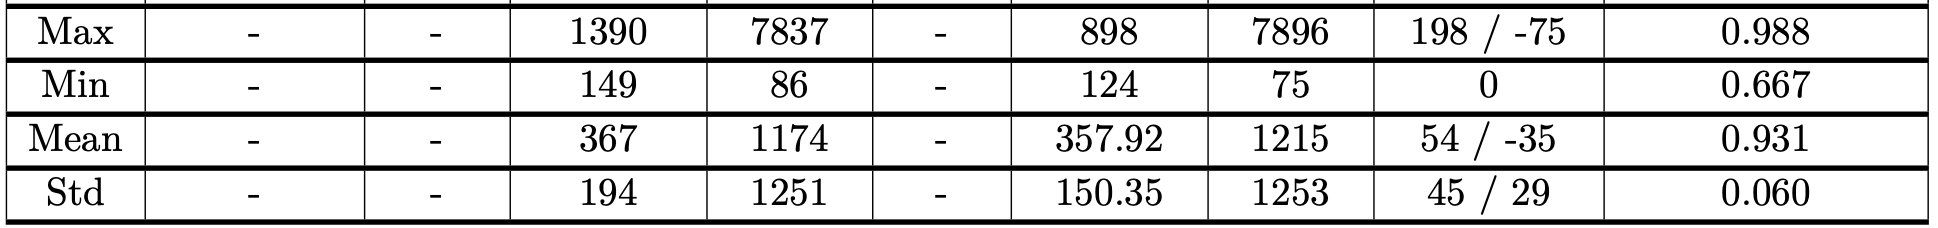 Max - - 1390 7837 - 898 7896 198 / -75 0.988
Min - - 149 86 - 124 75 0 0.667
Mean - - 367 1174 - 357.92 1215 54 / -35 0.931
Std - - 194 1251 - 150.35 1253 45 / 29 0.060